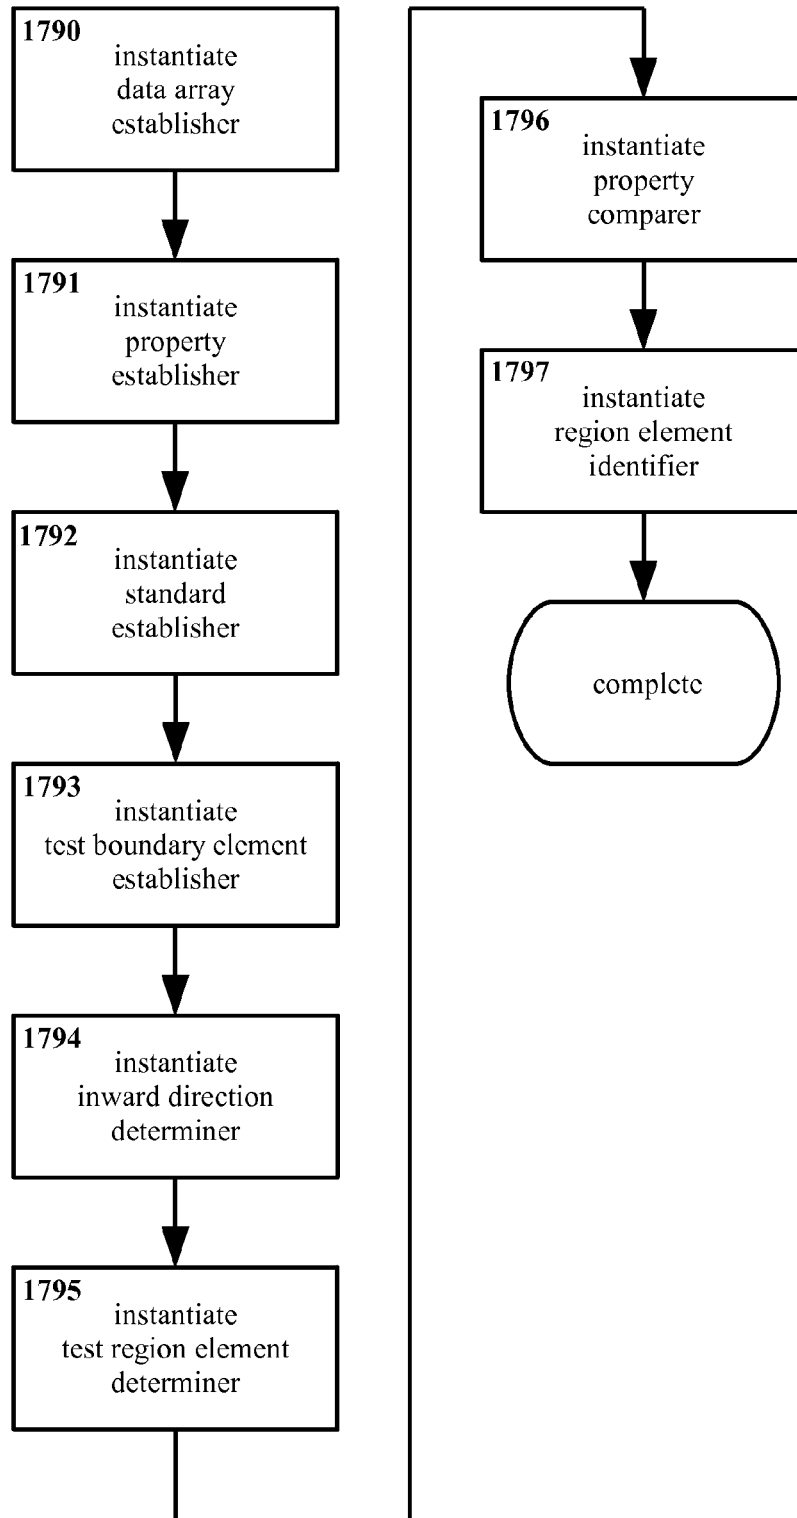 1790
instantiate
data array
establisher
1791
instantiate
property
establisher
1792
instantiate
standard
establisher
1793
instantiate
test boundary element
establisher
1794
instantiate
inward direction
determiner
1795
instantiate
test region element
determiner
1796
instantiate
property
comparer
1797
instantiate
region element
identifier
complete